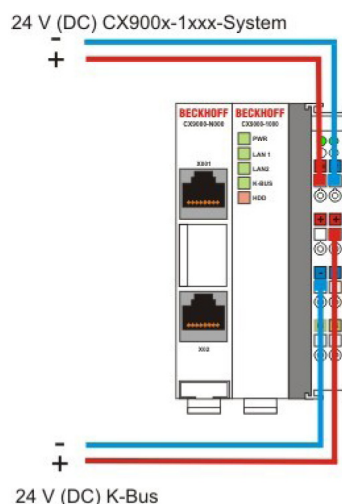 24 V (DC) CX900x-1xxx-System
-
+
BECKHOFF BECKHOFF
CX9000-N000 CX9000-1000
PWR
LAN 1
LAN2
K-BUS
HDD
X001
X02
+ +
-
-
+
24 V (DC) K-Bus